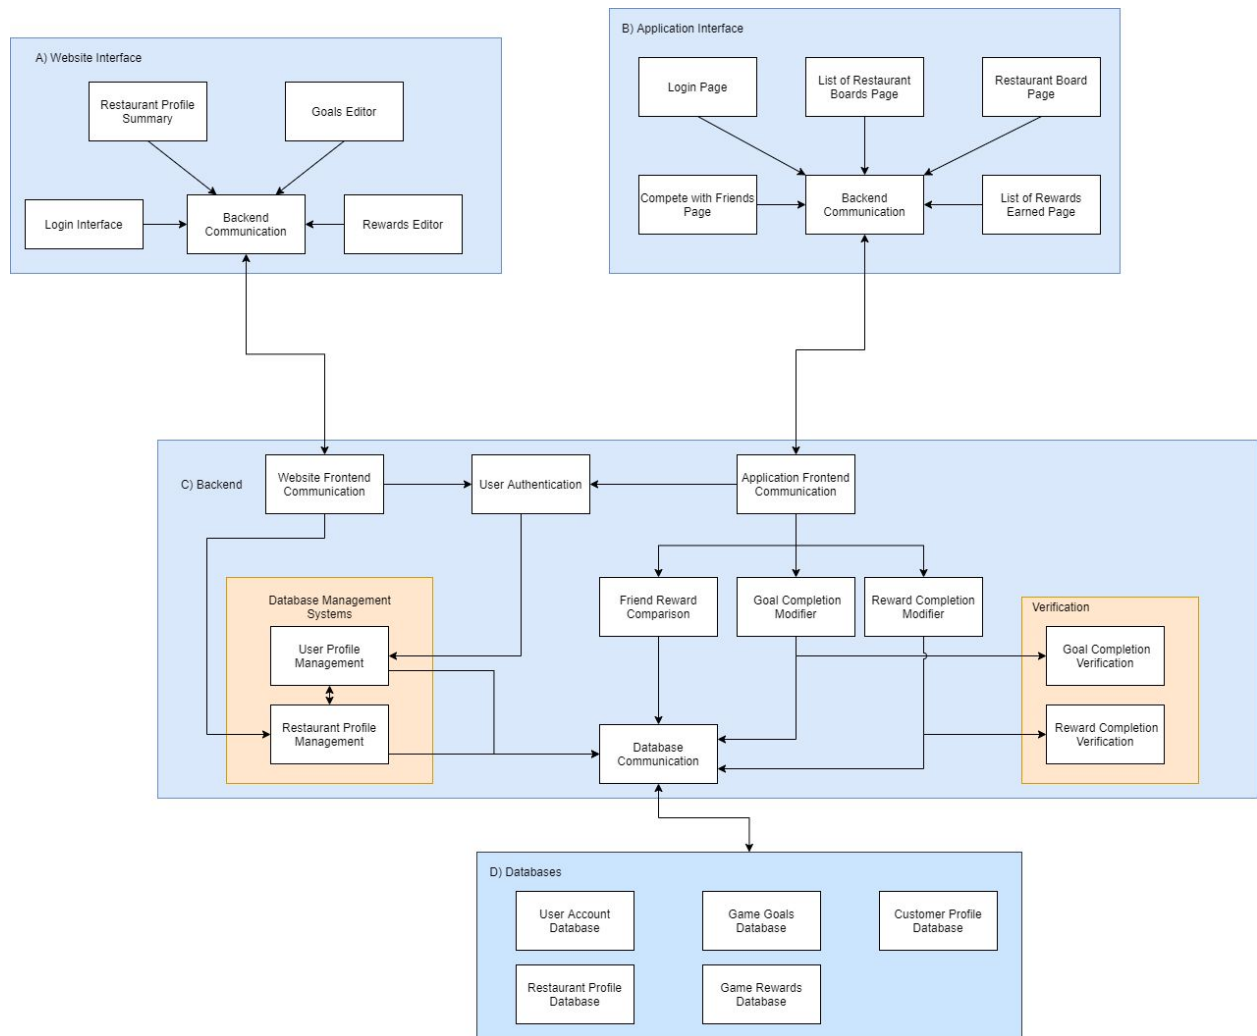 A) Website Interface
Restaurant Profile
Summary
Goals Editor
Login Interface
Backend
Communication
Rewards Editor
B) Application Interface
Login Page
List of Restaurant
Boards Page
Restaurant Board
Page
Compete with Friends
Page
Backend
Communication
List of Rewards
Earned Page
C) Backend
Website Frontend
Communication
User Authentication
Application Frontend
Communication
Database Management
Systems
User Profile
Management
Restaurant Profile
Management
Friend Reward
Comparison
Goal Completion
Modifier
Reward Completion
Modifier
Verification
Goal Completion
Verification
Reward Completion
Verification
Database
Communication
D) Databases
User Account
Database
Game Goals
Database
Customer Profile
Database
Restaurant Profile
Database
Game Rewards
Database